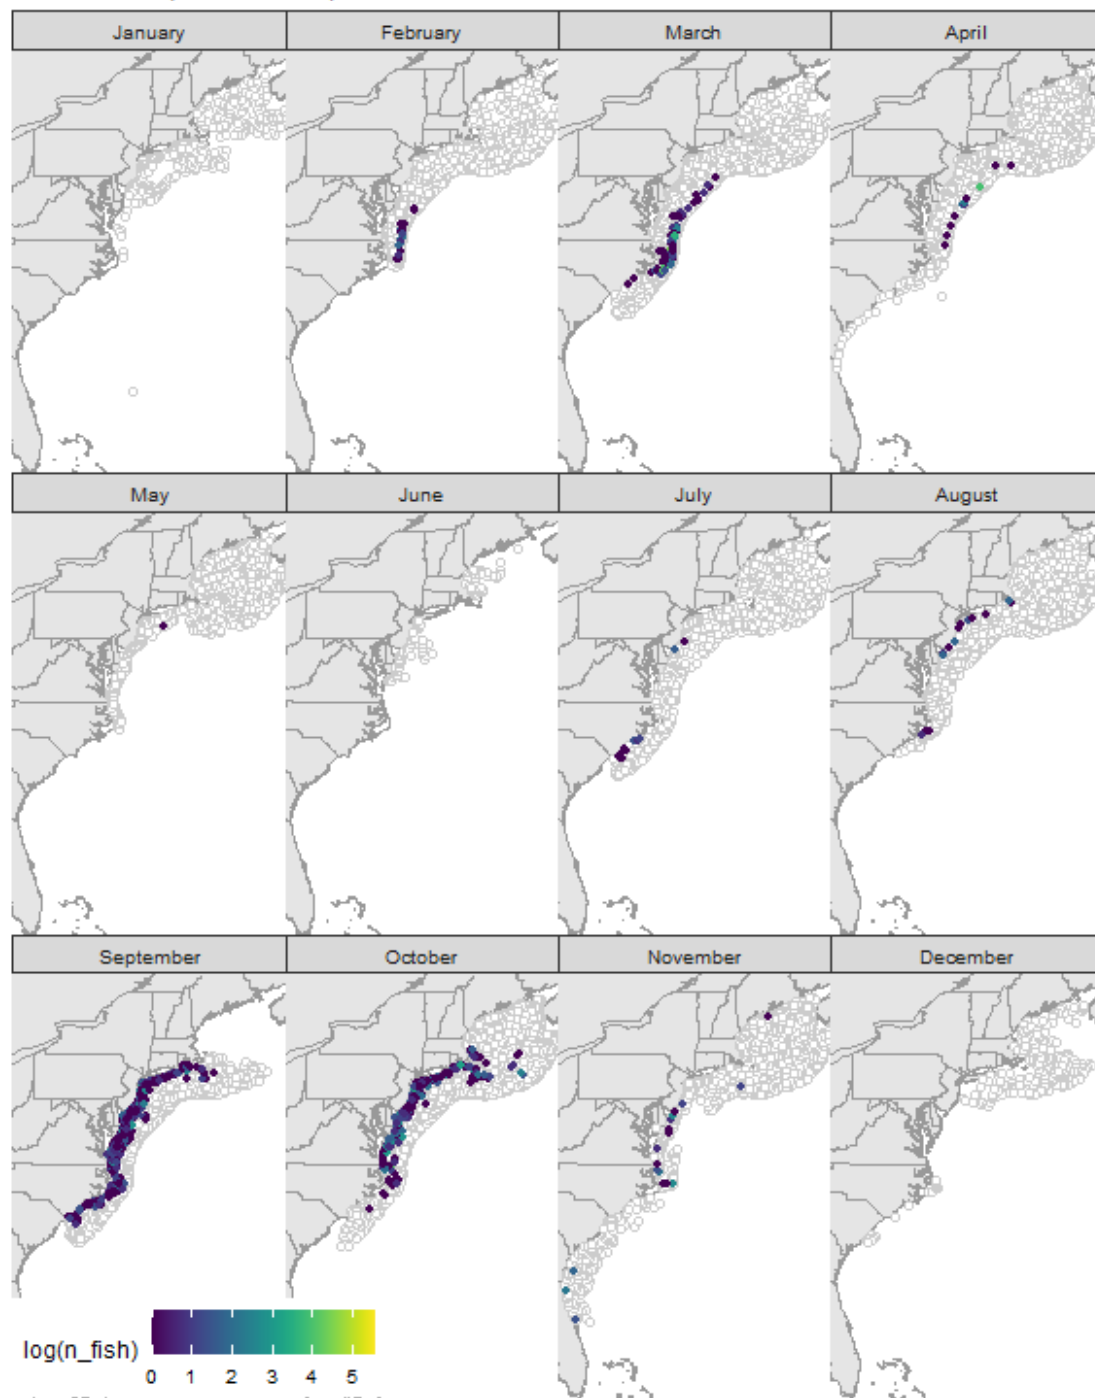 January February March April
May June July August
September October November December
log(n_fish)
0 1 2 3 4 5